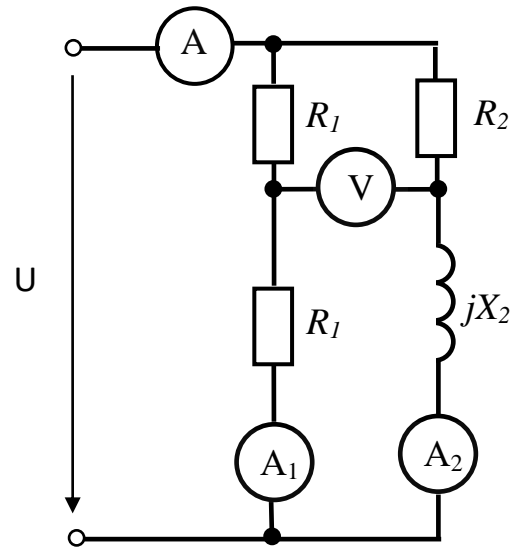 A
R₁
R₂
V
U
R₁
jX₂
A₁
A₂